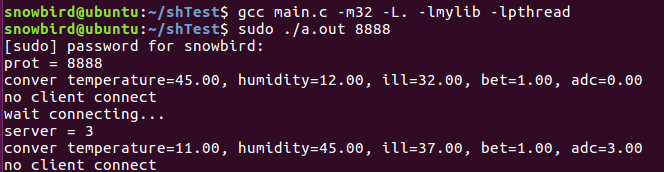 snowbird@ubuntu:~/shTest$ gcc main.c -m32 -L. -lmylib -lpthread
snowbird@ubuntu:~/shTest$ sudo ./a.out 8888
[sudo] password for snowbird:
prot = 8888
conver temperature=45.00, humidity=12.00, ill=32.00, bet=1.00, adc=0.00
no client connect
wait connecting...
server = 3
conver temperature=11.00, humidity=45.00, ill=37.00, bet=1.00, adc=3.00
no client connect